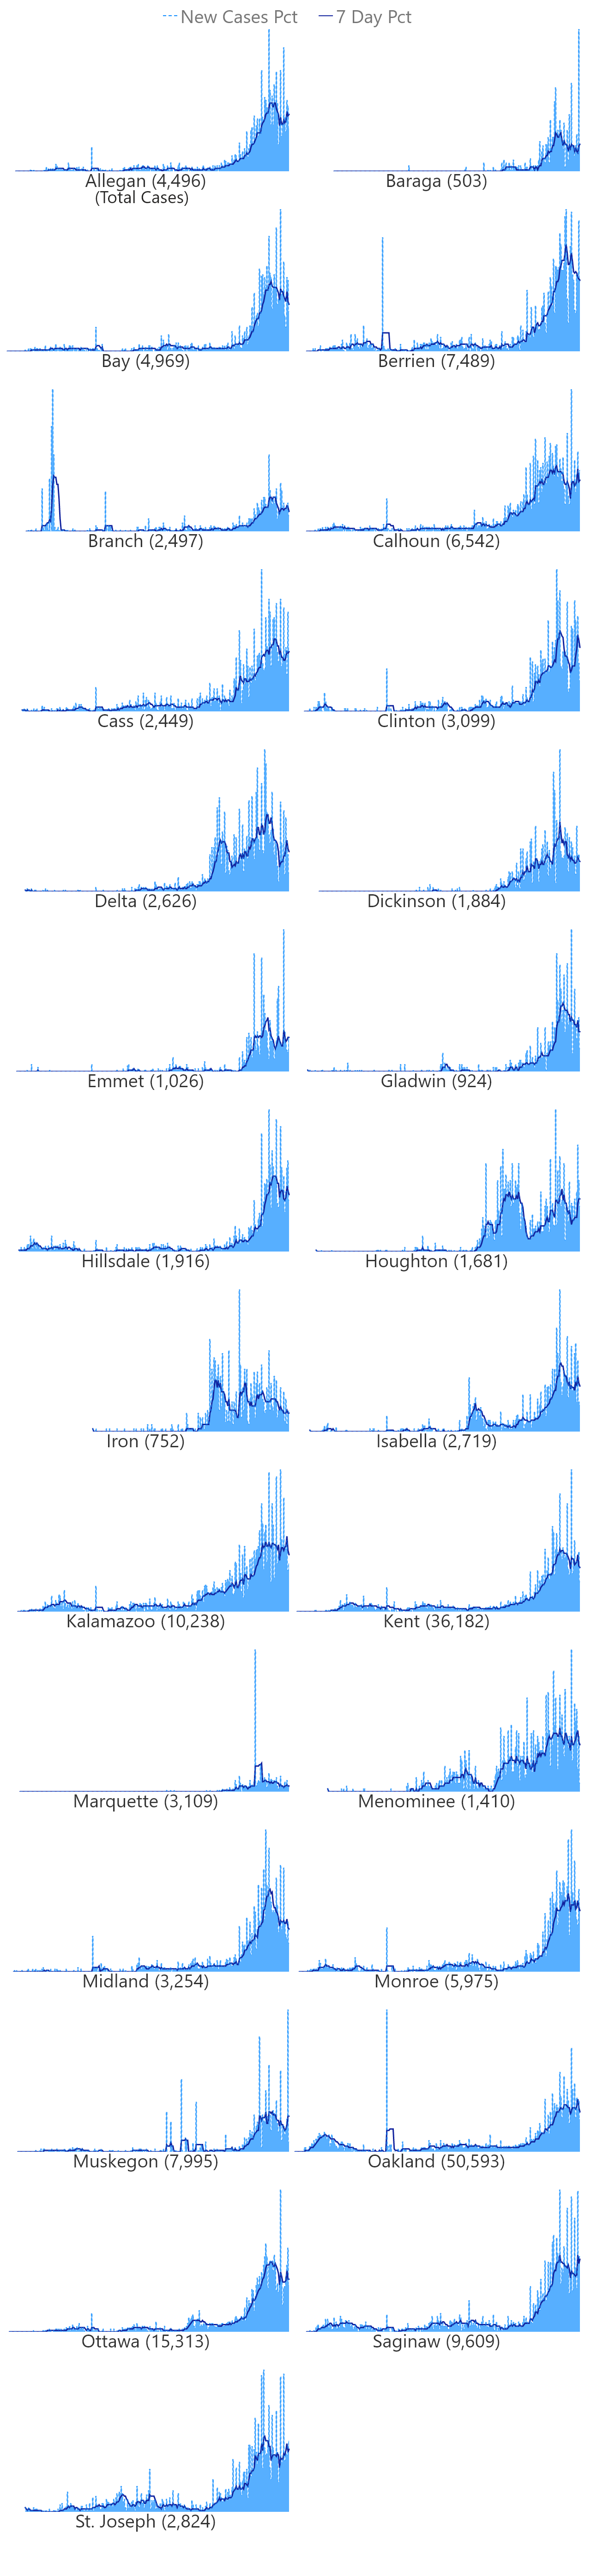 New Cases Pct 7 Day Pct
Allegan (4,496) Baraga (503)
(Total Cases)
Bay (4,969) Berrien (7,489)
Branch (2,497) Calhoun (6,542)
Cass (2,449) Clinton (3,099)
Delta (2,626) Dickinson (1,884)
Emmet (1,026) Gladwin (924)
Hillsdale (1,916) Houghton (1,681)
Iron (752) Isabella (2,719)
Kalamazoo (10,238) Kent (36,182)
Marquette (3,109) Menominee (1,410)
Midland (3,254) Monroe (5,975)
Muskegon (7,995) Oakland (50,593)
Ottawa (15,313) Saginaw (9,609)
St. Joseph (2,824)